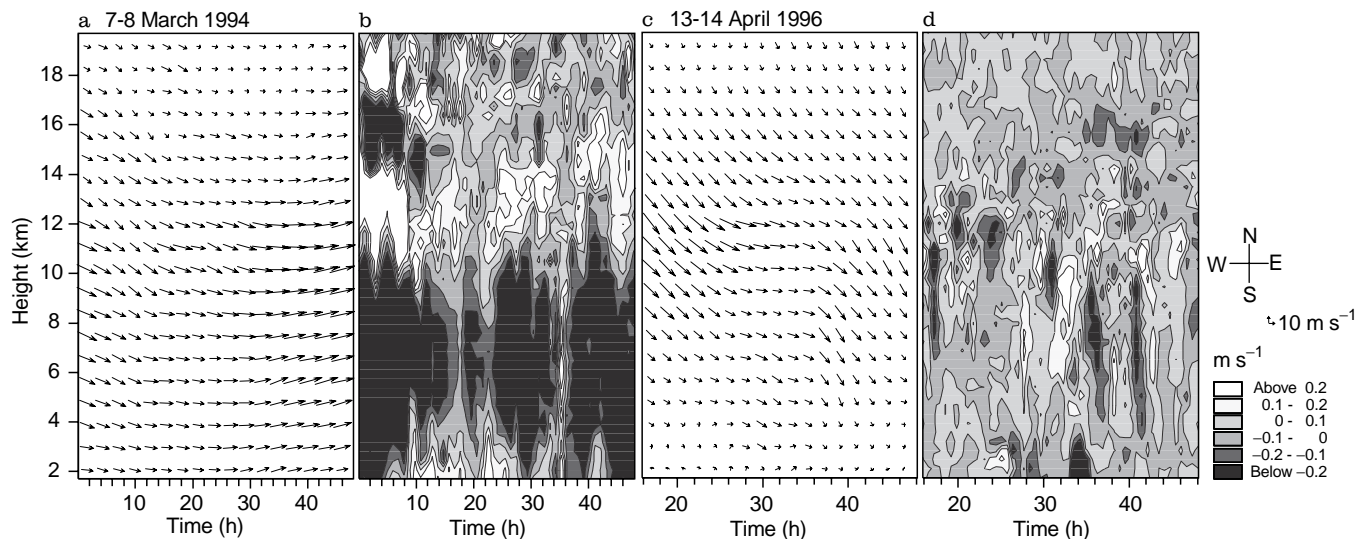 a 7-8 March 1994
b
c 13-14 April 1996
d
Height (km)
18
16
14
12
10
8
6
4
2
10 20 30 40
Time (h)
10 20 30 40
Time (h)
20 30 40
Time (h)
20 30 40
Time (h)
N
W E
S
10 m s⁻¹
m s⁻¹
Above 0.2
0.1 - 0.2
0 - 0.1
−0.1 - 0
−0.2 - −0.1
Below −0.2